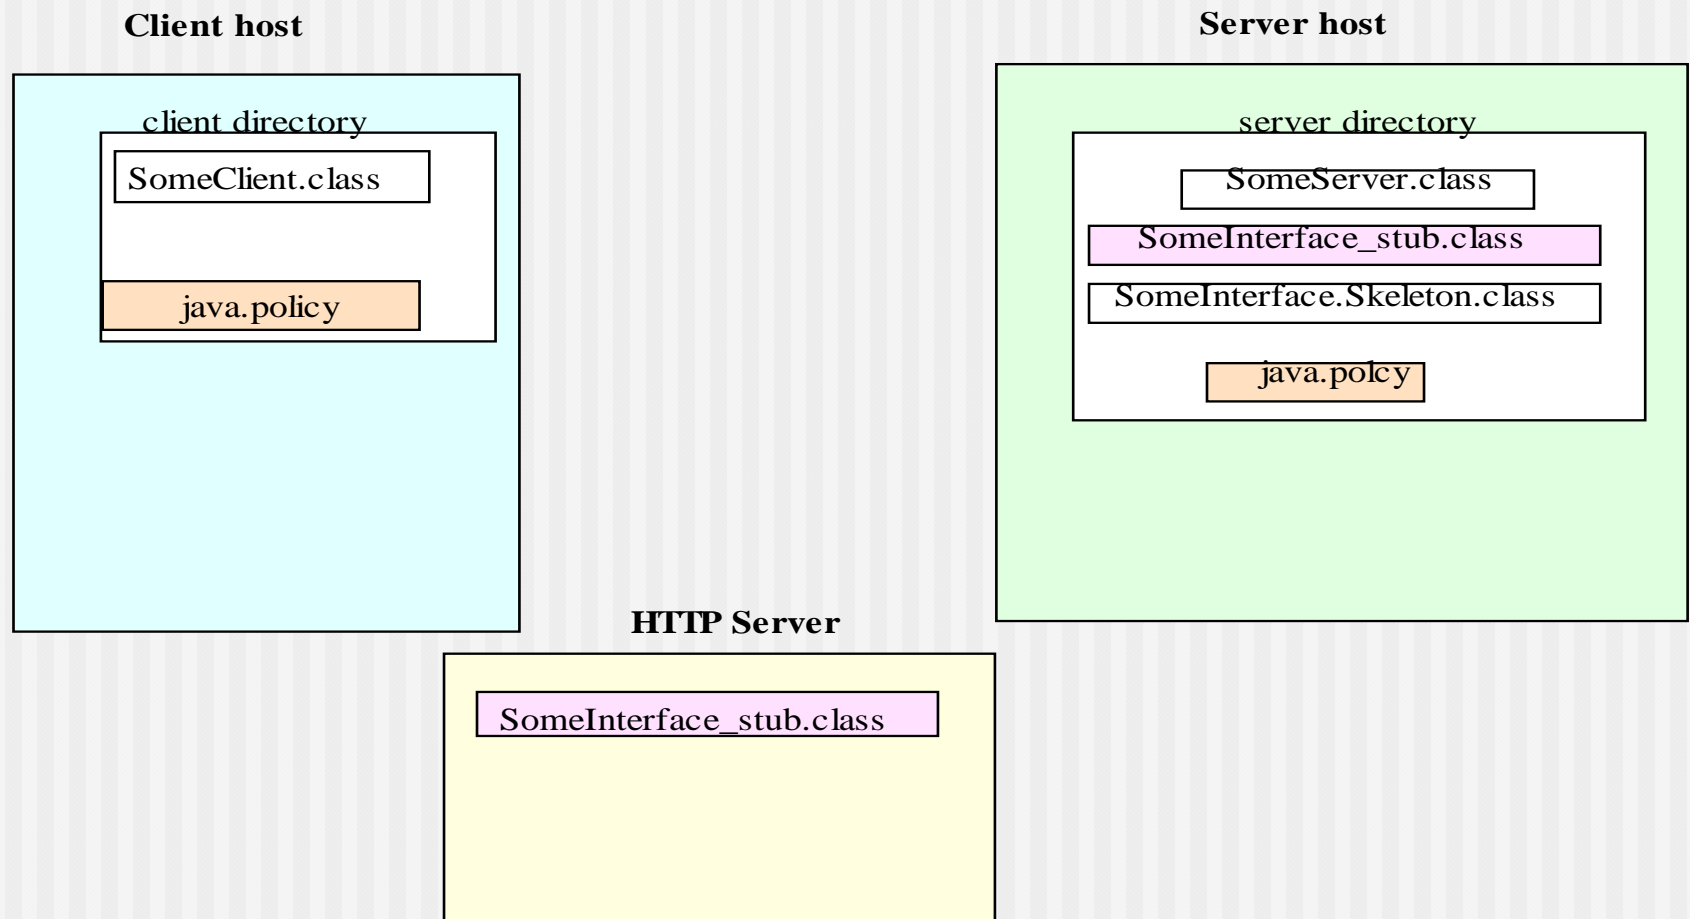 Client host
client directory
SomeClient.class
java.policy
Server host
server directory
SomeServer.class
SomeInterface_stub.class
SomeInterface.Skeleton.class
java.polcy
HTTP Server
SomeInterface_stub.class